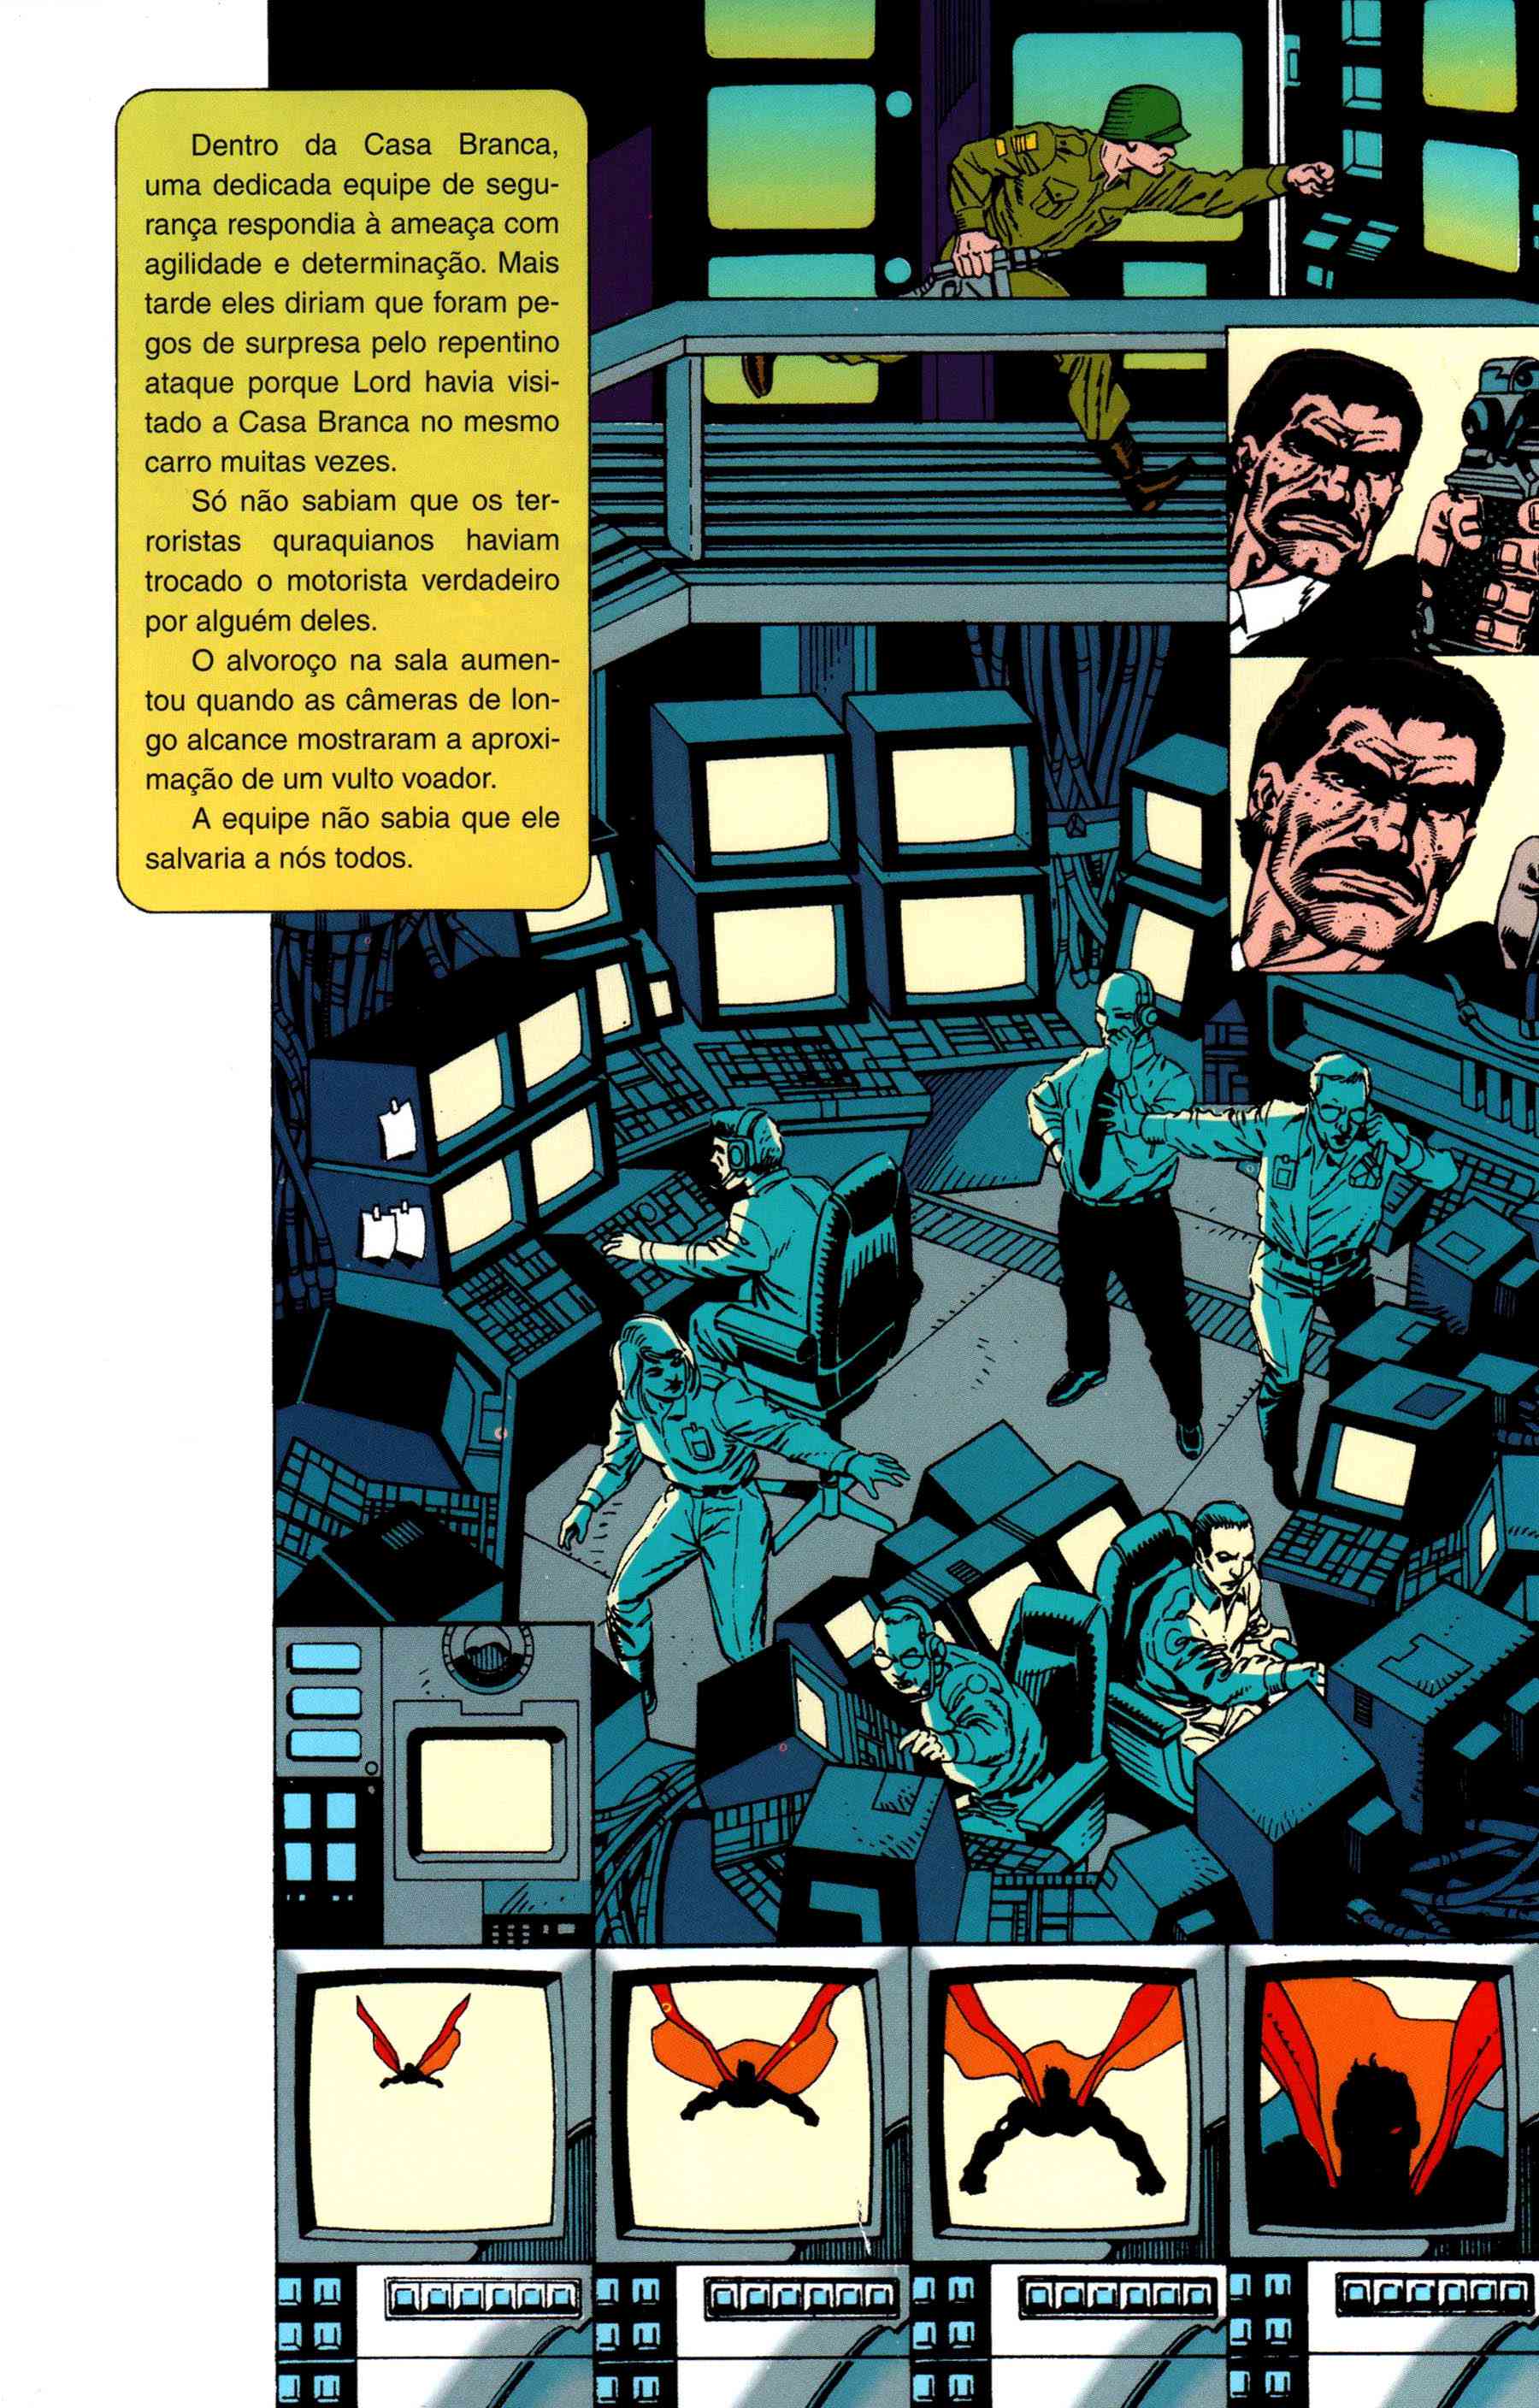 Dentro da Casa Branca,
uma dedicada equipe de segu-
rança respondia à ameaça com
agilidade e determinação. Mais
tarde eles diriam que foram pe-
gos de surpresa pelo repentino
ataque porque Lord havia visi-
tado a Casa Branca no mesmo
carro muitas vezes.
Só não sabiam que os ter-
roristas quraquianos haviam
trocado o motorista verdadeiro
por alguém deles.
O alvoroço na sala aumen-
tou quando as câmeras de lon-
go alcance mostraram a aproxi-
mação de um vulto voador.
A equipe não sabia que ele
salvaria a nós todos.